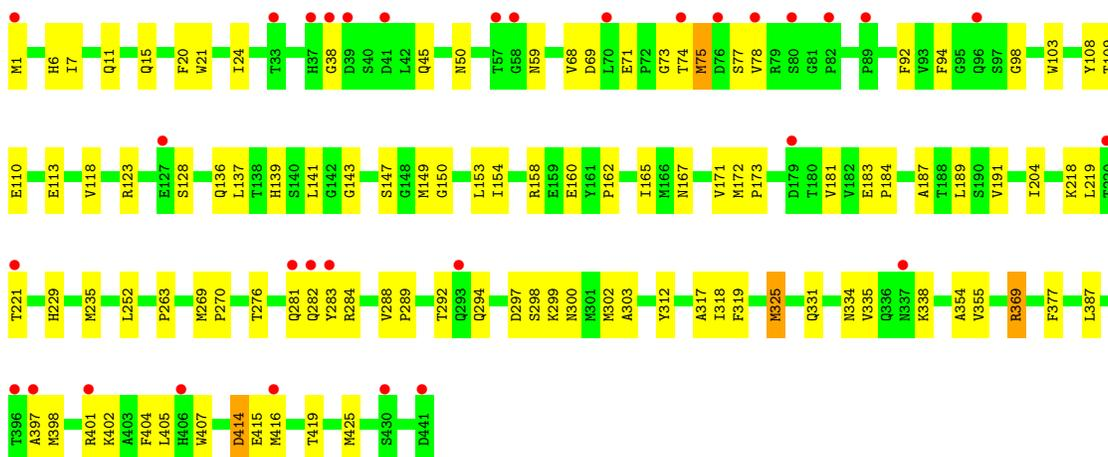 M1 H6 I7 Q11 Q15 F20 W21 I24 T33 H37 G38 D39 S40 D41 L42 Q45 N50 T57 G58 N59 V68 D69 L70 E71 P72 G73 T74 M75 D76 S77 V78 R79 S80 G81 P82 P89 F92 V93 F94 G95 Q96 S97 G98 W103 Y108 T109
E110 E113 V118 R123 E127 S128 Q136 L137 T138 H139 S140 L141 G142 G143 S147 G148 M149 G150 L153 I154 R158 E159 E160 Y161 P162 I165 M166 N167 V171 M172 P173 D179 T180 V181 V182 E183 P184 A187 T188 L189 S190 V191 I204 K218 L219 T220
T221 H229 M235 L252 P263 M269 P270 T276 Q281 Q282 Y283 R284 V288 P289 T292 Q293 Q294 D297 S298 K299 N300 M301 M302 A303 Y312 A317 I318 F319 M325 Q331 N334 V335 Q336 N337 K338 A354 V355 R369 F377 L387
T396 A397 M398 R401 K402 A403 F404 L405 H406 W407 D414 E415 M416 T419 M425 S430 D441